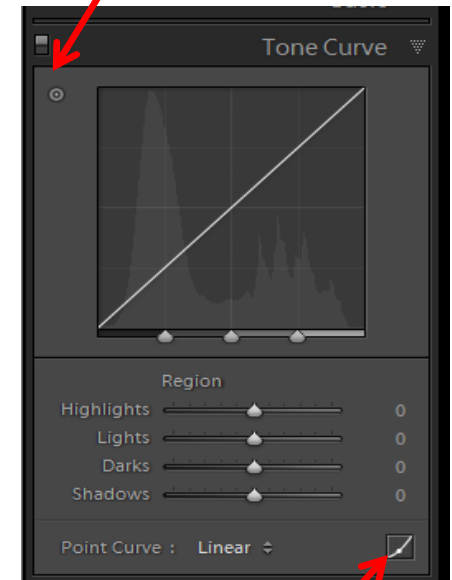 Tone Curve
Region
Highlights 0
Lights 0
Darks 0
Shadows 0
Point Curve : Linear